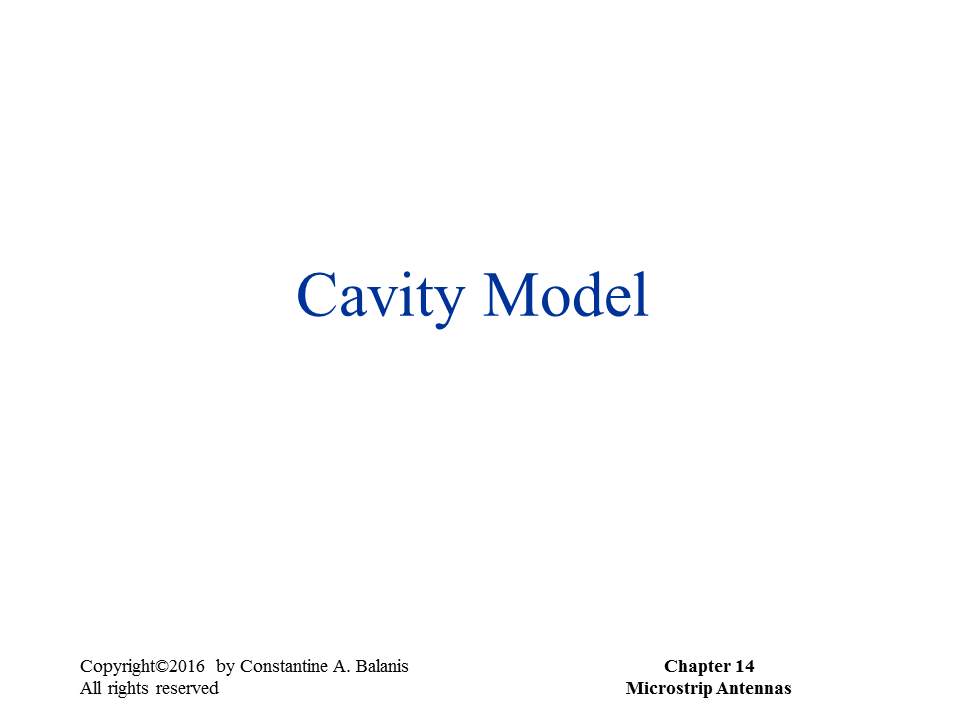 Cavity Model
Copyright©2016 by Constantine A. Balanis
All rights reserved
Chapter 14
Microstrip Antennas